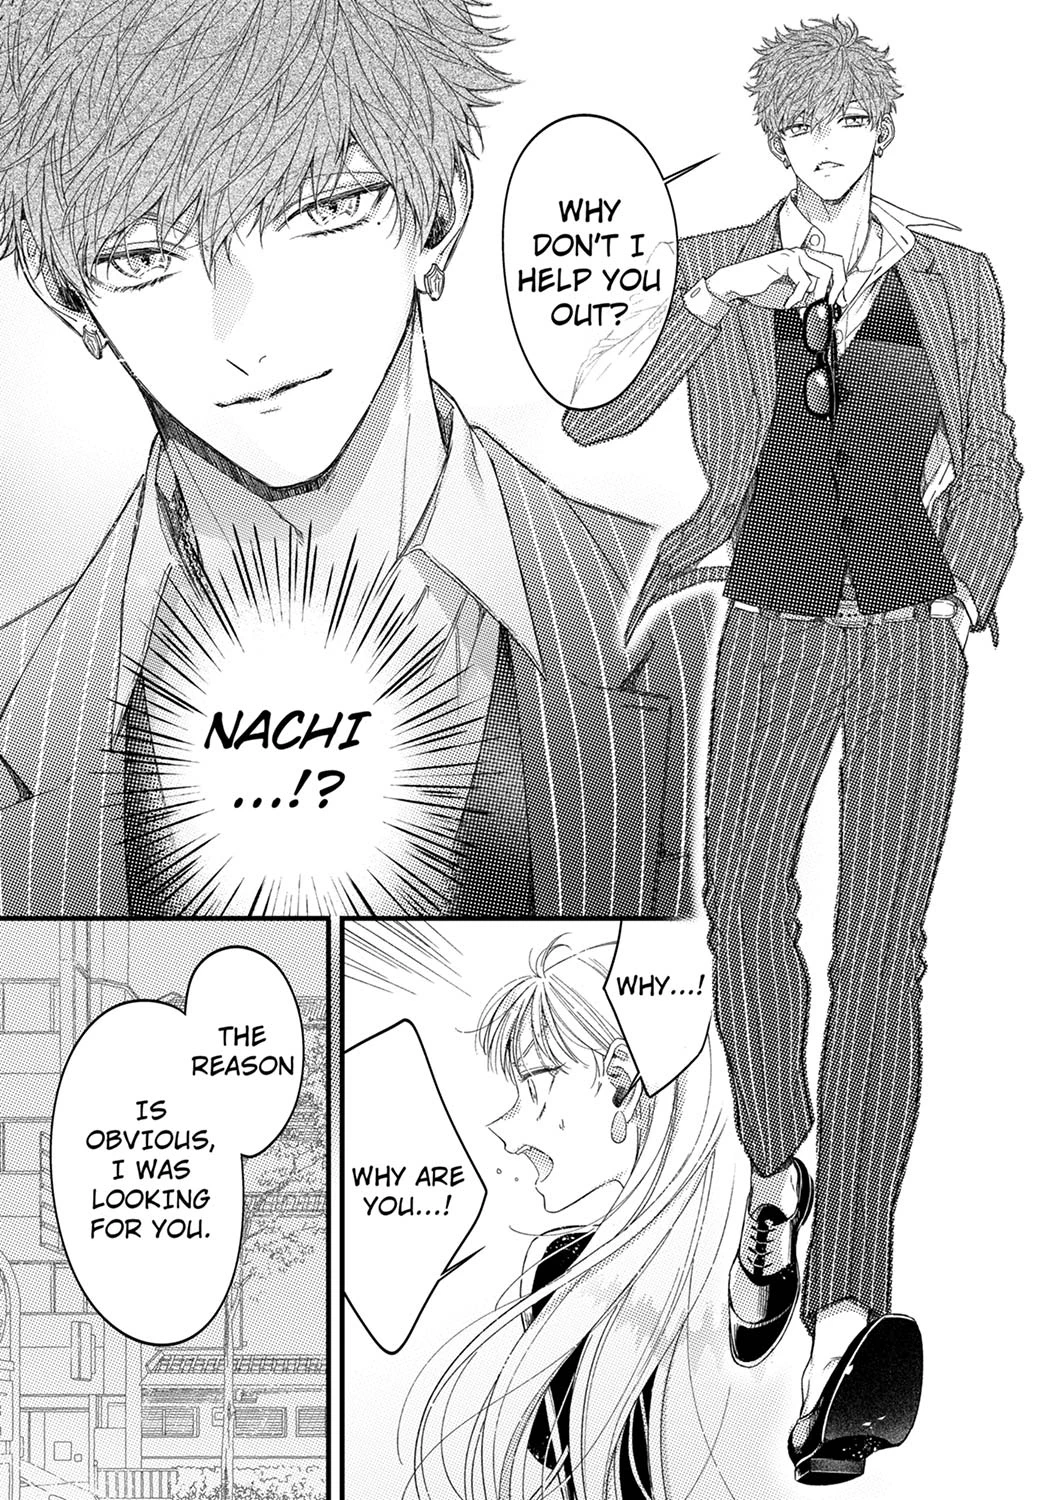 WHY
DON'T I
HELP YOU
OUT?
NACHI
...!?
WHY...!
WHY ARE
YOU...!
THE
REASON
IS
OBVIOUS,
I WAS
LOOKING
FOR YOU.